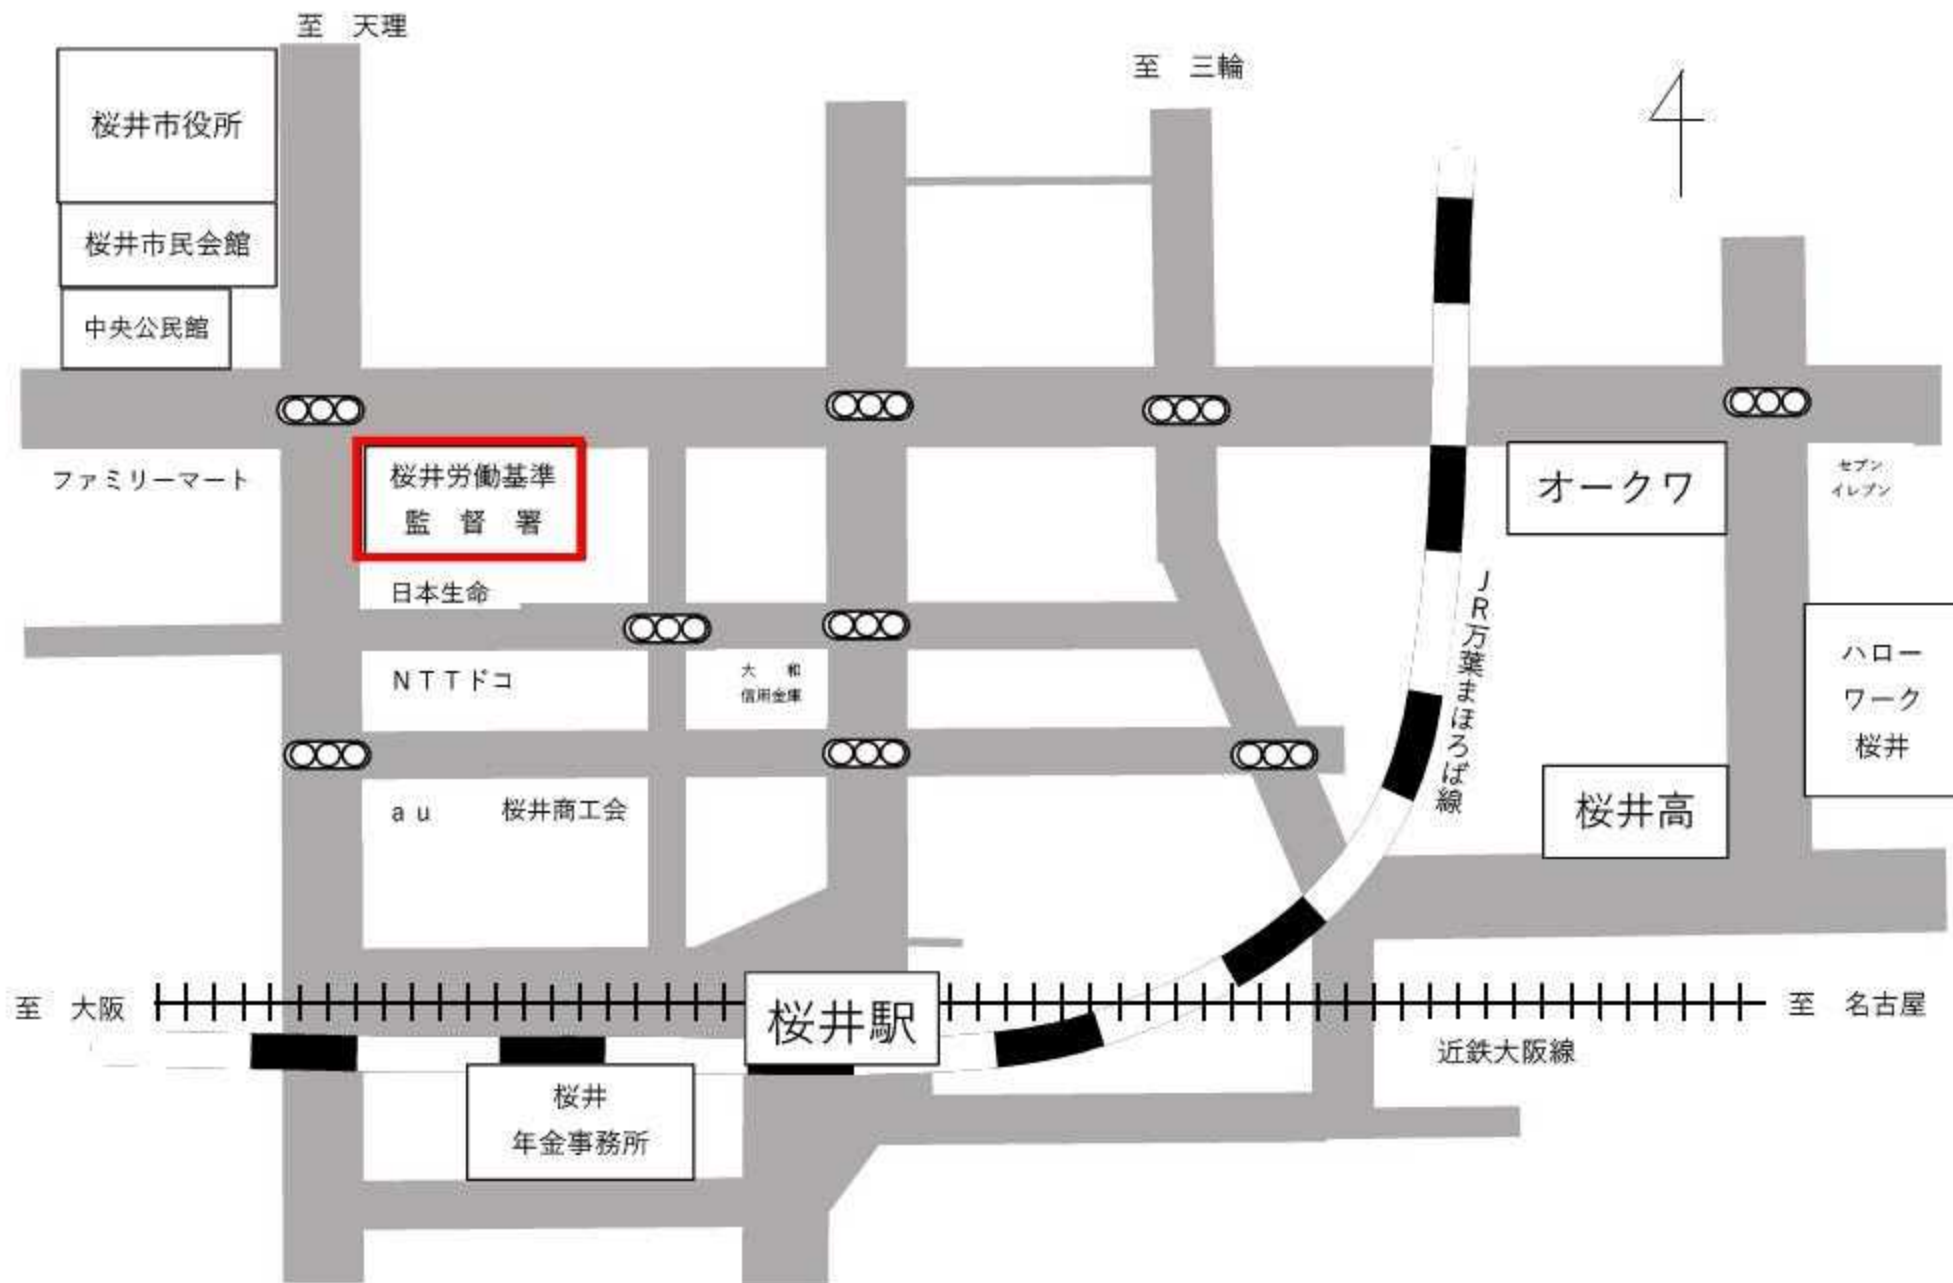 至　天理
至　三輪
桜井市役所
桜井市民会館
中央公民館
ファミリーマート
桜井労働基準
監　督　署
オークワ
セブン
イレブン
日本生命
JR万葉まほろば線
ハロー
ワーク
桜井
NTTドコ
大　和
信用金庫
au
桜井商工会
桜井高
至　大阪
桜井駅
至　名古屋
近鉄大阪線
桜井
年金事務所